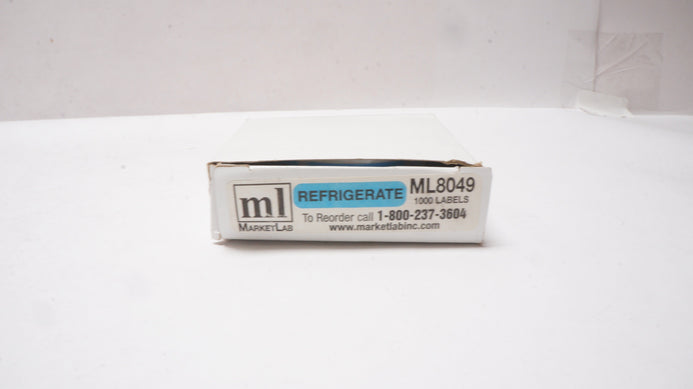 ml
MARKETLAB
REFRIGERATE
ML8049
1000 LABELS
To Reorder call 1-800-237-3604
www.marketlabinc.com